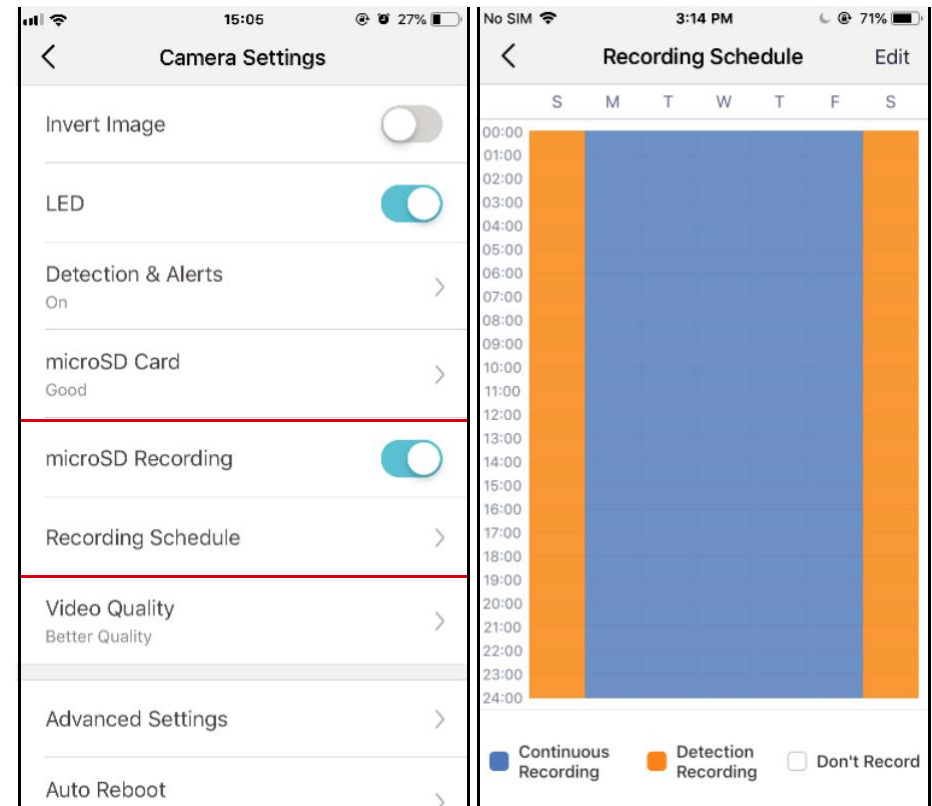 15:05
27%
Camera Settings
Invert Image
LED
Detection & Alerts
On
microSD Card
Good
microSD Recording
Recording Schedule
Video Quality
Better Quality
Advanced Settings
Auto Reboot
No SIM
3:14 PM
71%
Recording Schedule
Edit
S M T W T F S
00:00
01:00
02:00
03:00
04:00
05:00
06:00
07:00
08:00
09:00
10:00
11:00
12:00
13:00
14:00
15:00
16:00
17:00
18:00
19:00
20:00
21:00
22:00
23:00
24:00
Continuous
Recording
Detection
Recording
Don't Record